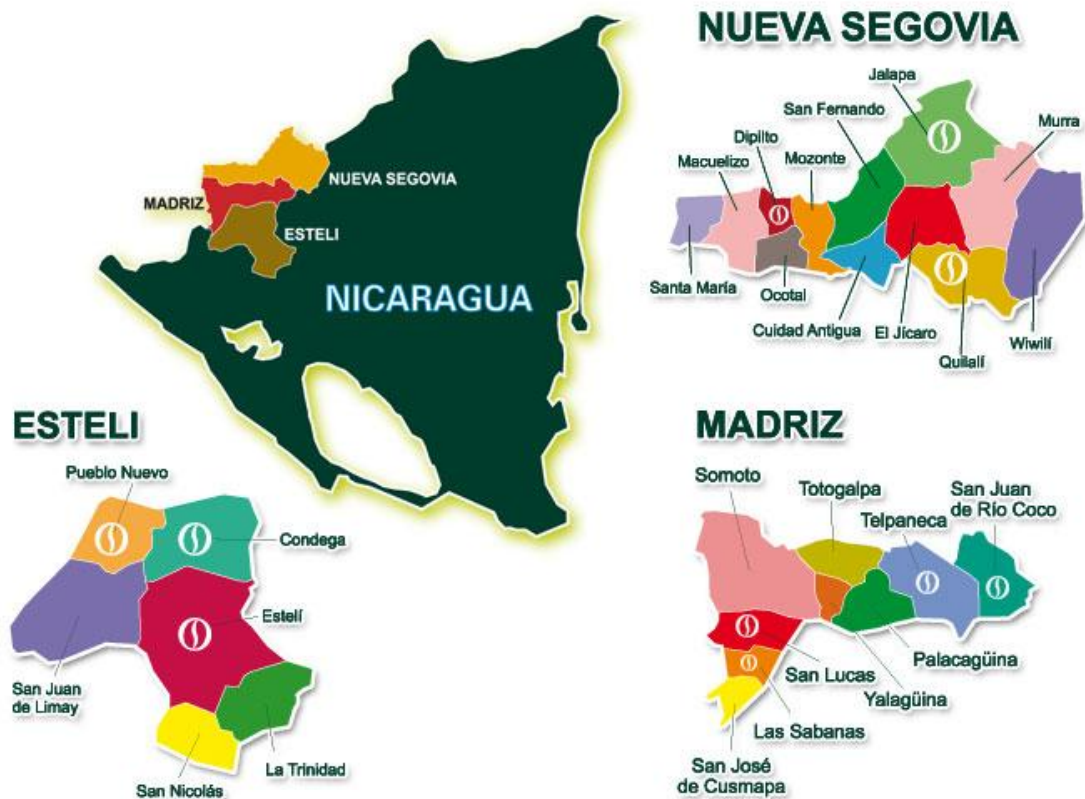 NUEVA SEGOVIA
Jalapa
San Fernando
Murra
Dipilto
Macuelizo
Mozonte
Santa María
Ocotal
Cuidad Antigua
El Jícaro
Quilalí
Wiwilí
NUEVA SEGOVIA
MADRIZ
ESTELI
NICARAGUA
ESTELI
Pueblo Nuevo
Condega
Estelí
San Juan
de Limay
La Trinidad
San Nicolás
MADRIZ
Somoto
Totogalpa
San Juan
de Río Coco
Telpaneca
Palacagüina
San Lucas
Yalagüina
Las Sabanas
San José
de Cusmapa